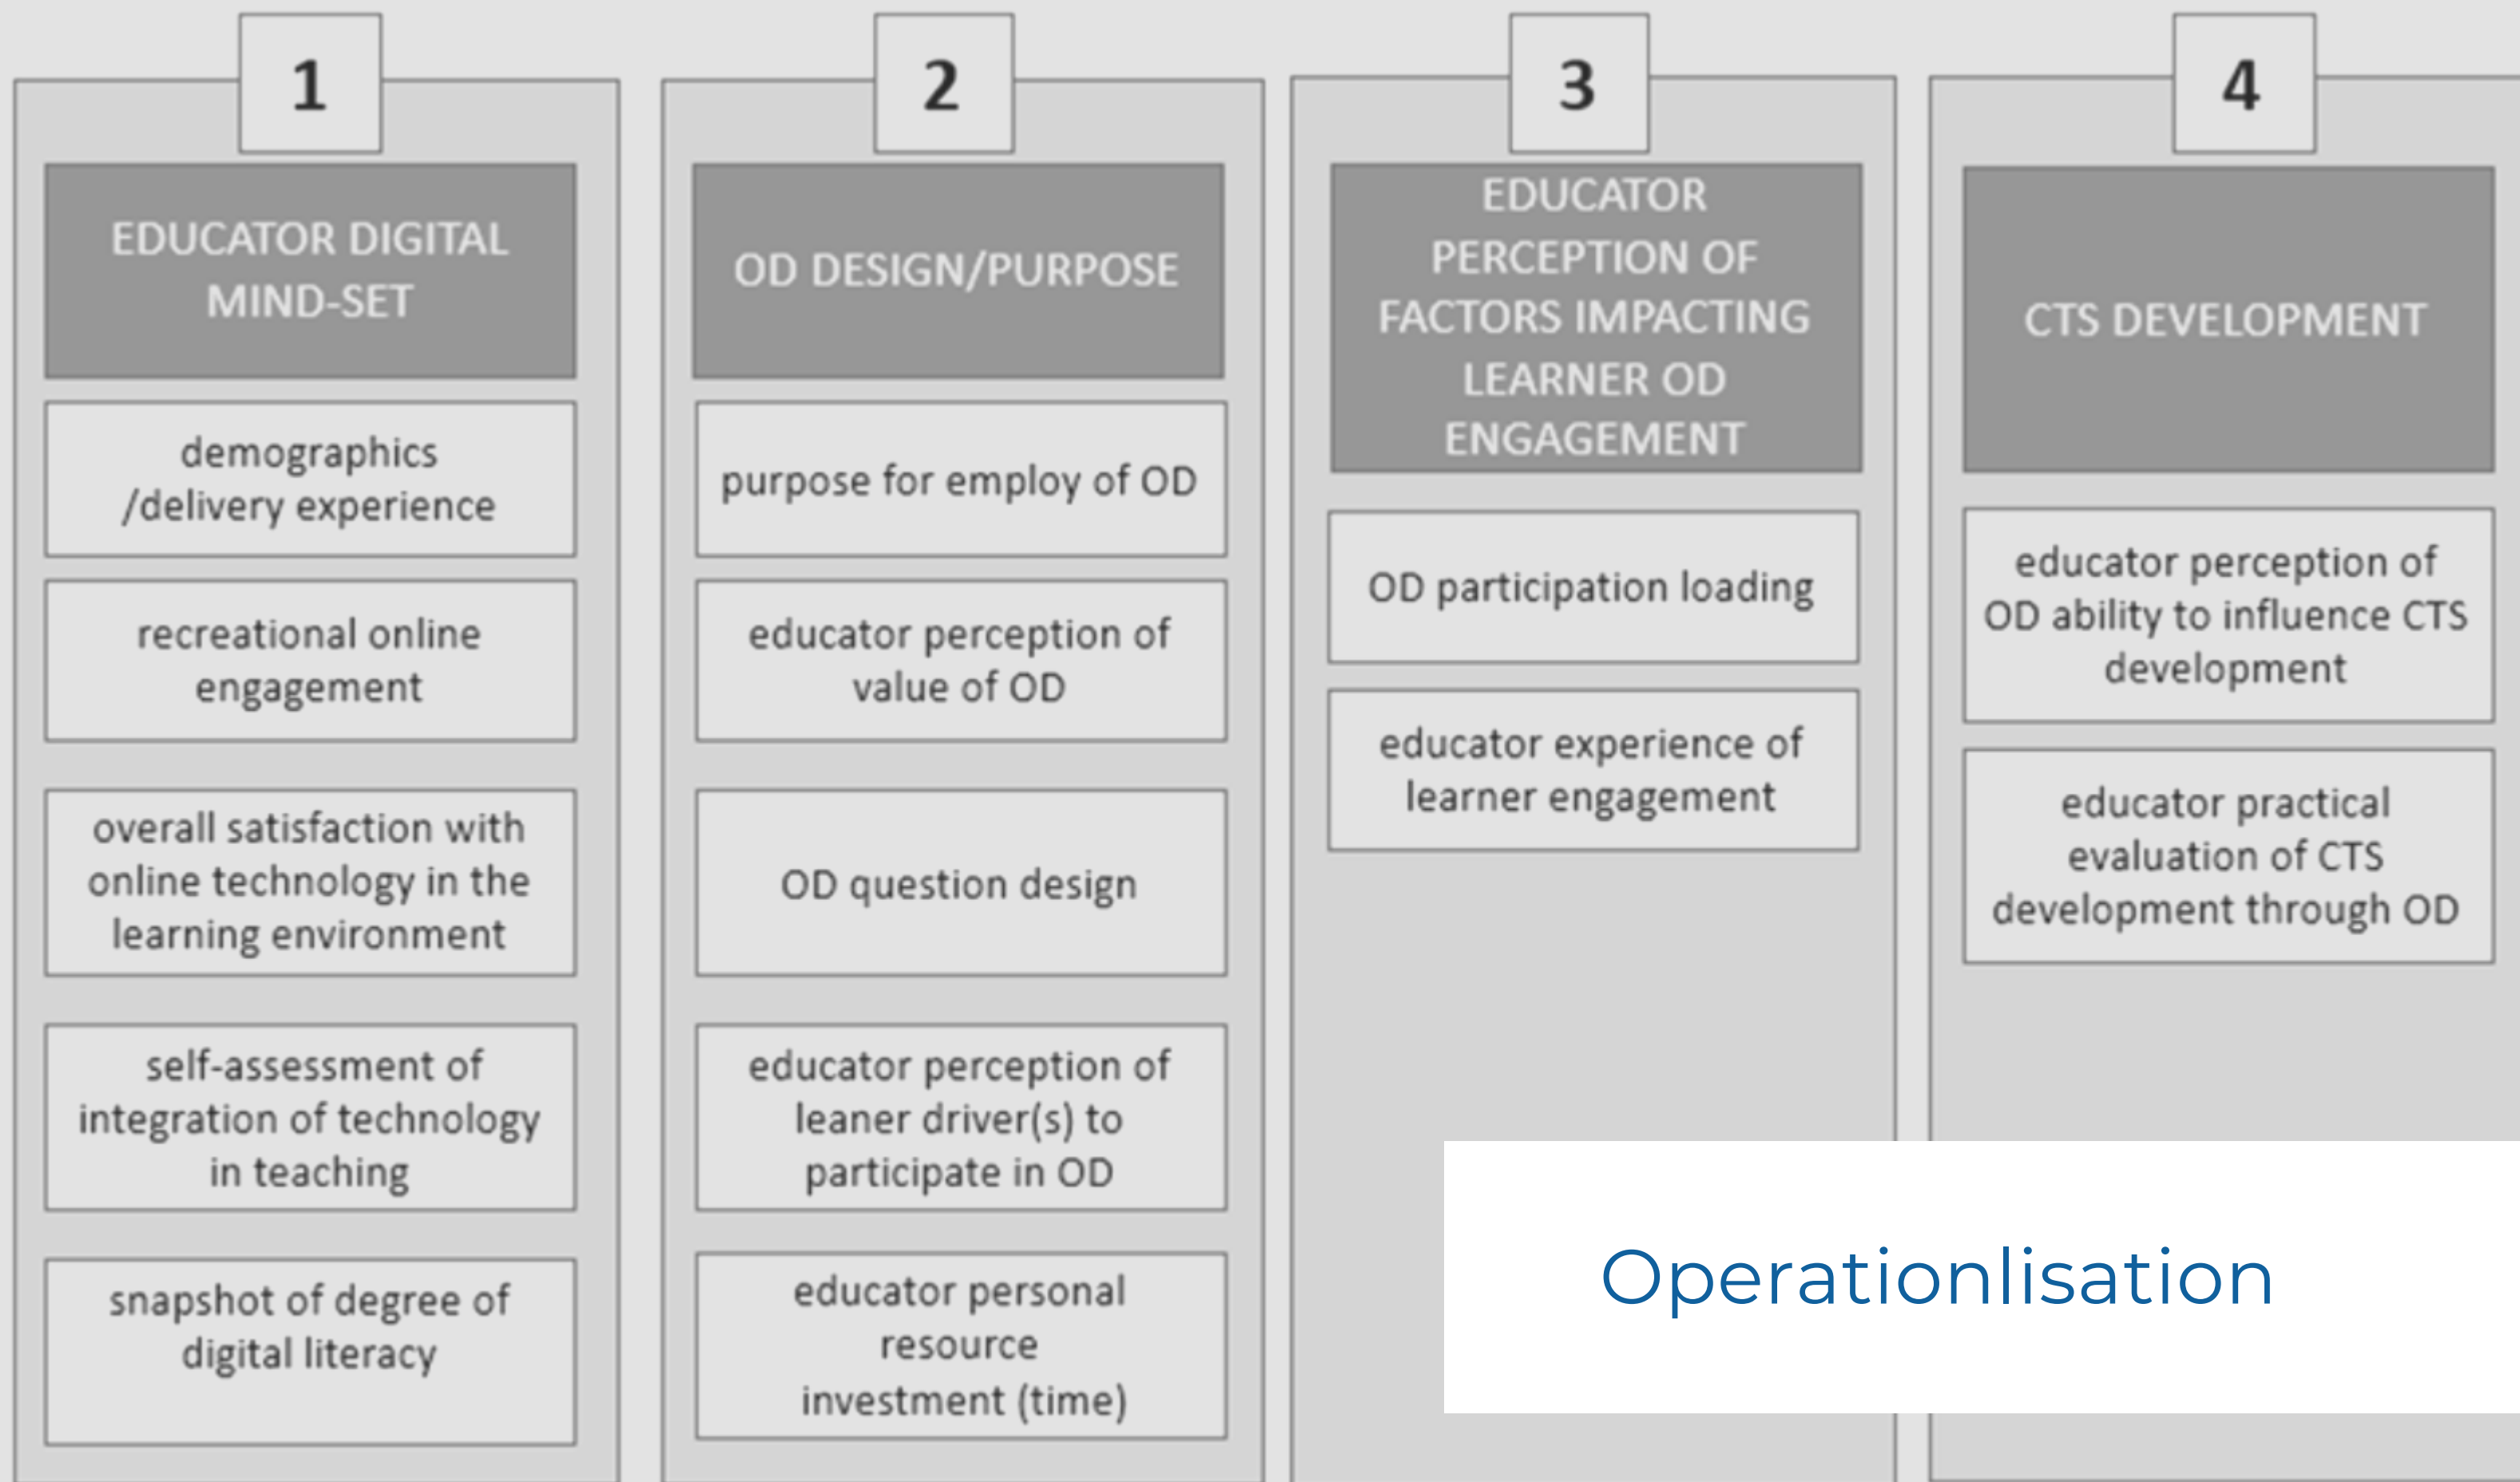 1
EDUCATOR DIGITAL
MIND-SET
demographics
/delivery experience
recreational online
engagement
overall satisfaction with
online technology in the
learning environment
self-assessment of
integration of technology
in teaching
snapshot of degree of
digital literacy
2
OD DESIGN/PURPOSE
purpose for employ of OD
educator perception of
value of OD
OD question design
educator perception of
leaner driver(s) to
participate in OD
educator personal
resource
investment (time)
3
EDUCATOR
PERCEPTION OF
FACTORS IMPACTING
LEARNER OD
ENGAGEMENT
OD participation loading
educator experience of
learner engagement
4
CTS DEVELOPMENT
educator perception of
OD ability to influence CTS
development
educator practical
evaluation of CTS
development through OD
Operationlisation